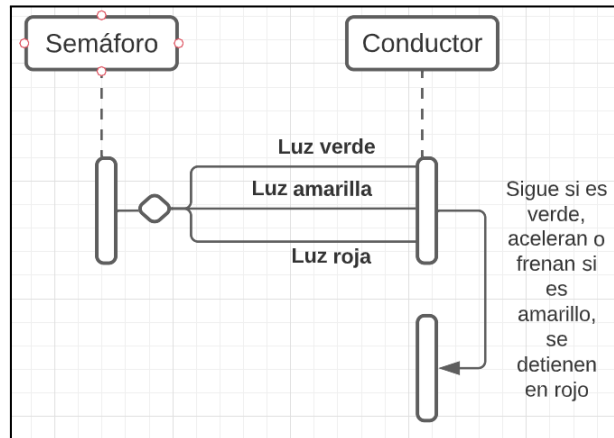 Semáforo
Conductor
Luz verde
Luz amarilla
Luz roja
Sigue si es
verde,
aceleran o
frenan si
es
amarillo,
se
detienen
en rojo